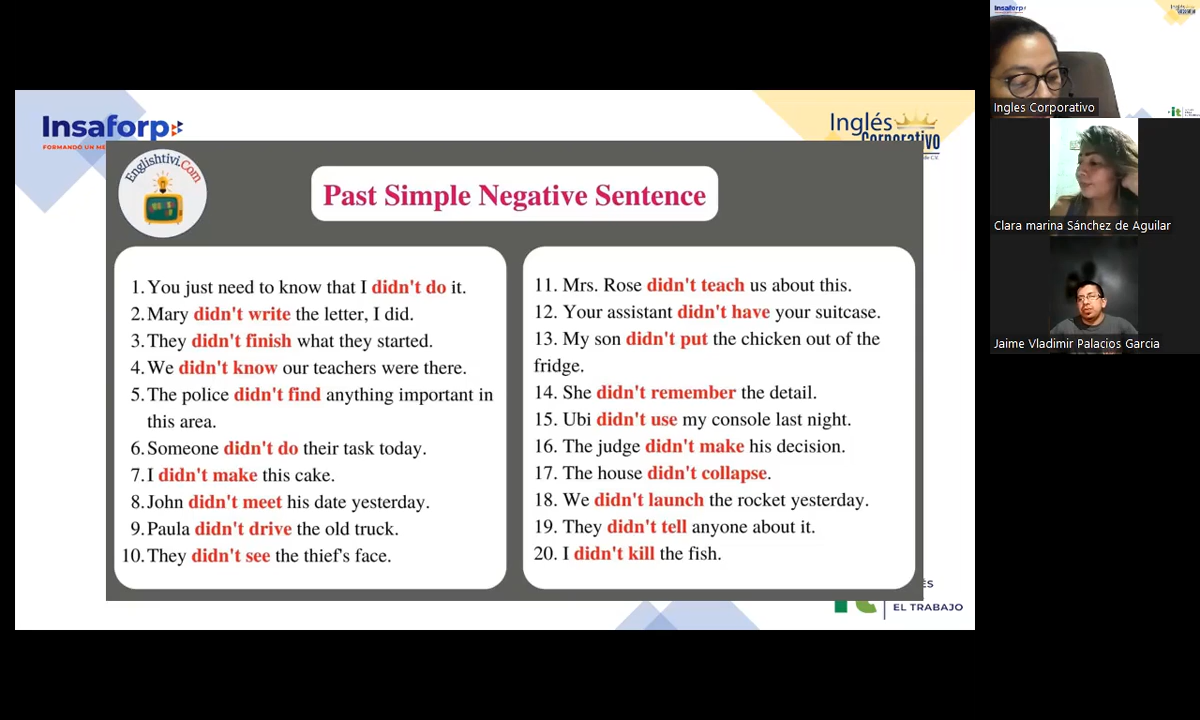 Insaforp
FORMANDO UN ME
Inglés
Corporativo
de C.V.
Englishtivi.Com
Past Simple Negative Sentence
1. You just need to know that I didn't do it.
2. Mary didn't write the letter, I did.
3. They didn't finish what they started.
4. We didn't know our teachers were there.
5. The police didn't find anything important in
this area.
6. Someone didn't do their task today.
7. I didn't make this cake.
8. John didn't meet his date yesterday.
9. Paula didn't drive the old truck.
10. They didn't see the thief's face.
11. Mrs. Rose didn't teach us about this.
12. Your assistant didn't have your suitcase.
13. My son didn't put the chicken out of the
fridge.
14. She didn't remember the detail.
15. Ubi didn't use my console last night.
16. The judge didn't make his decision.
17. The house didn't collapse.
18. We didn't launch the rocket yesterday.
19. They didn't tell anyone about it.
20. I didn't kill the fish.
ÉS
EL TRABAJO
Insaforp
Inglés
Ingles Corporativo
Clara marina Sánchez de Aguilar
Jaime Vladimir Palacios Garcia